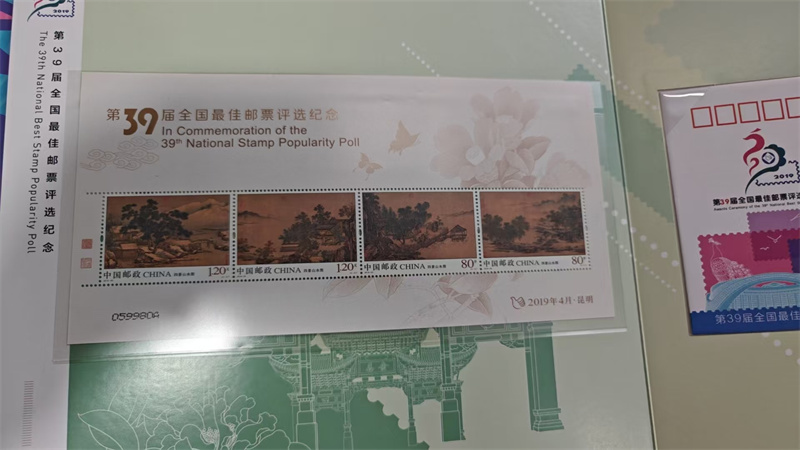 2019
第39届全国最佳邮票评选纪念
The 39th National Best Stamp Popularity Poll
第39届全国最佳邮票评选纪念
In Commemoration of the
39th National Stamp Popularity Poll
中国邮政 CHINA
120分
中国邮政 CHINA
120分
中国邮政 CHINA
80分
中国邮政 CHINA
80分
2019年4月·昆明
2019
第39届全国最佳邮票评选
第39届全国最佳